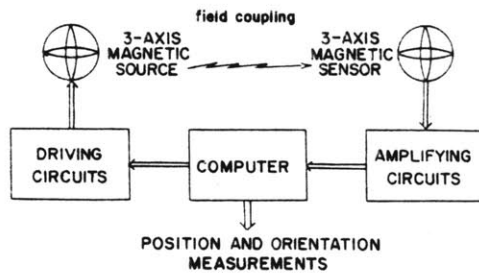 field coupling
3-AXIS
MAGNETIC
SOURCE
3-AXIS
MAGNETIC
SENSOR
DRIVING
CIRCUITS
COMPUTER
AMPLIFYING
CIRCUITS
POSITION AND ORIENTATION
MEASUREMENTS